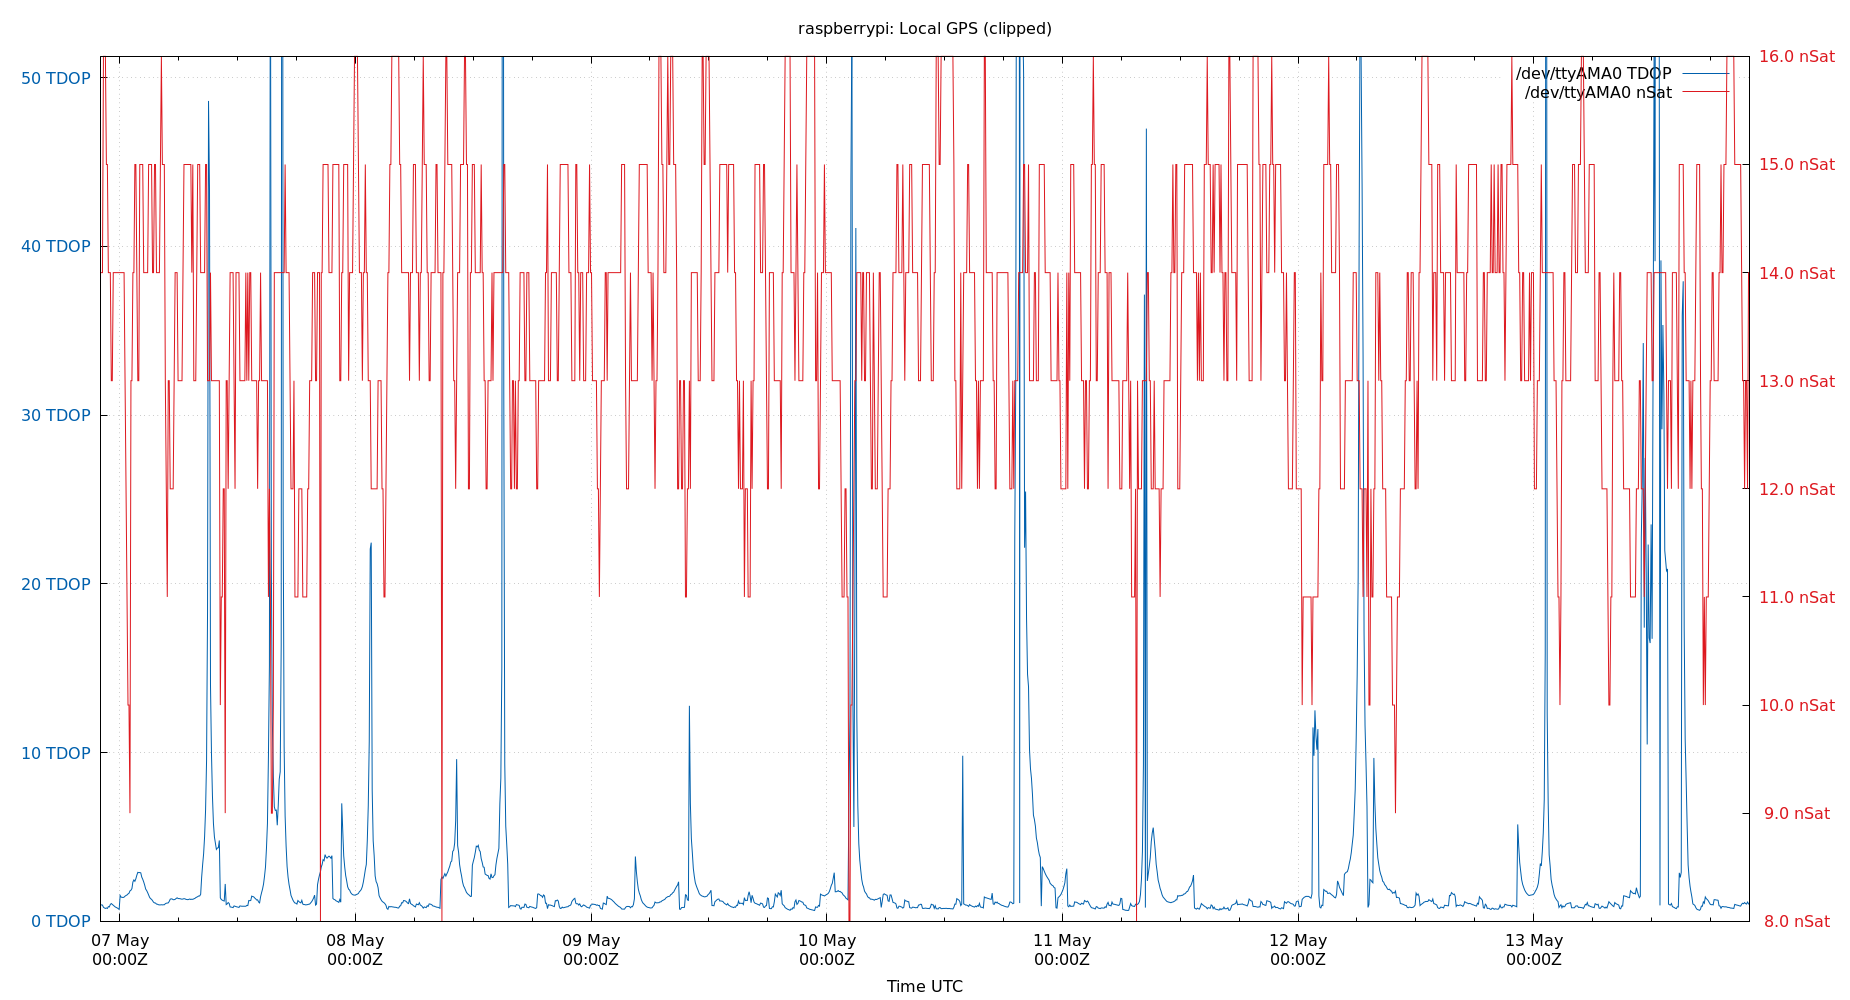 raspberrypi: Local GPS (clipped)
50 TDOP
40 TDOP
30 TDOP
20 TDOP
10 TDOP
0 TDOP
16.0 nSat
15.0 nSat
14.0 nSat
13.0 nSat
12.0 nSat
11.0 nSat
10.0 nSat
9.0 nSat
8.0 nSat
/dev/ttyAMA0 TDOP
/dev/ttyAMA0 nSat
07 May
00:00Z
08 May
00:00Z
09 May
00:00Z
10 May
00:00Z
11 May
00:00Z
12 May
00:00Z
13 May
00:00Z
Time UTC